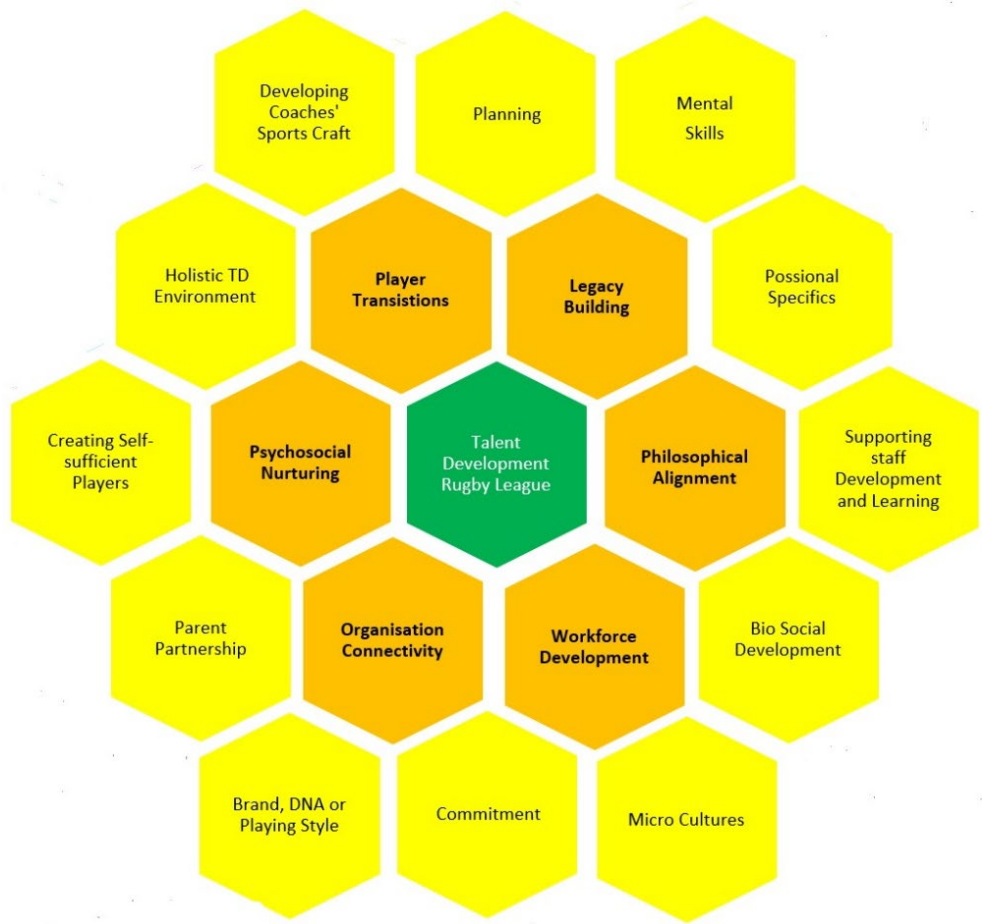 Developing
Coaches'
Sports Craft
Planning
Mental
Skills
Holistic TD
Environment
Player
Transistions
Legacy
Building
Possional
Specifics
Creating Self-
sufficient
Players
Psychosocial
Nurturing
Talent
Development
Rugby League
Philosophical
Alignment
Supporting
staff
Development
and Learning
Parent
Partnership
Organisation
Connectivity
Workforce
Development
Bio Social
Development
Brand, DNA or
Playing Style
Commitment
Micro Cultures